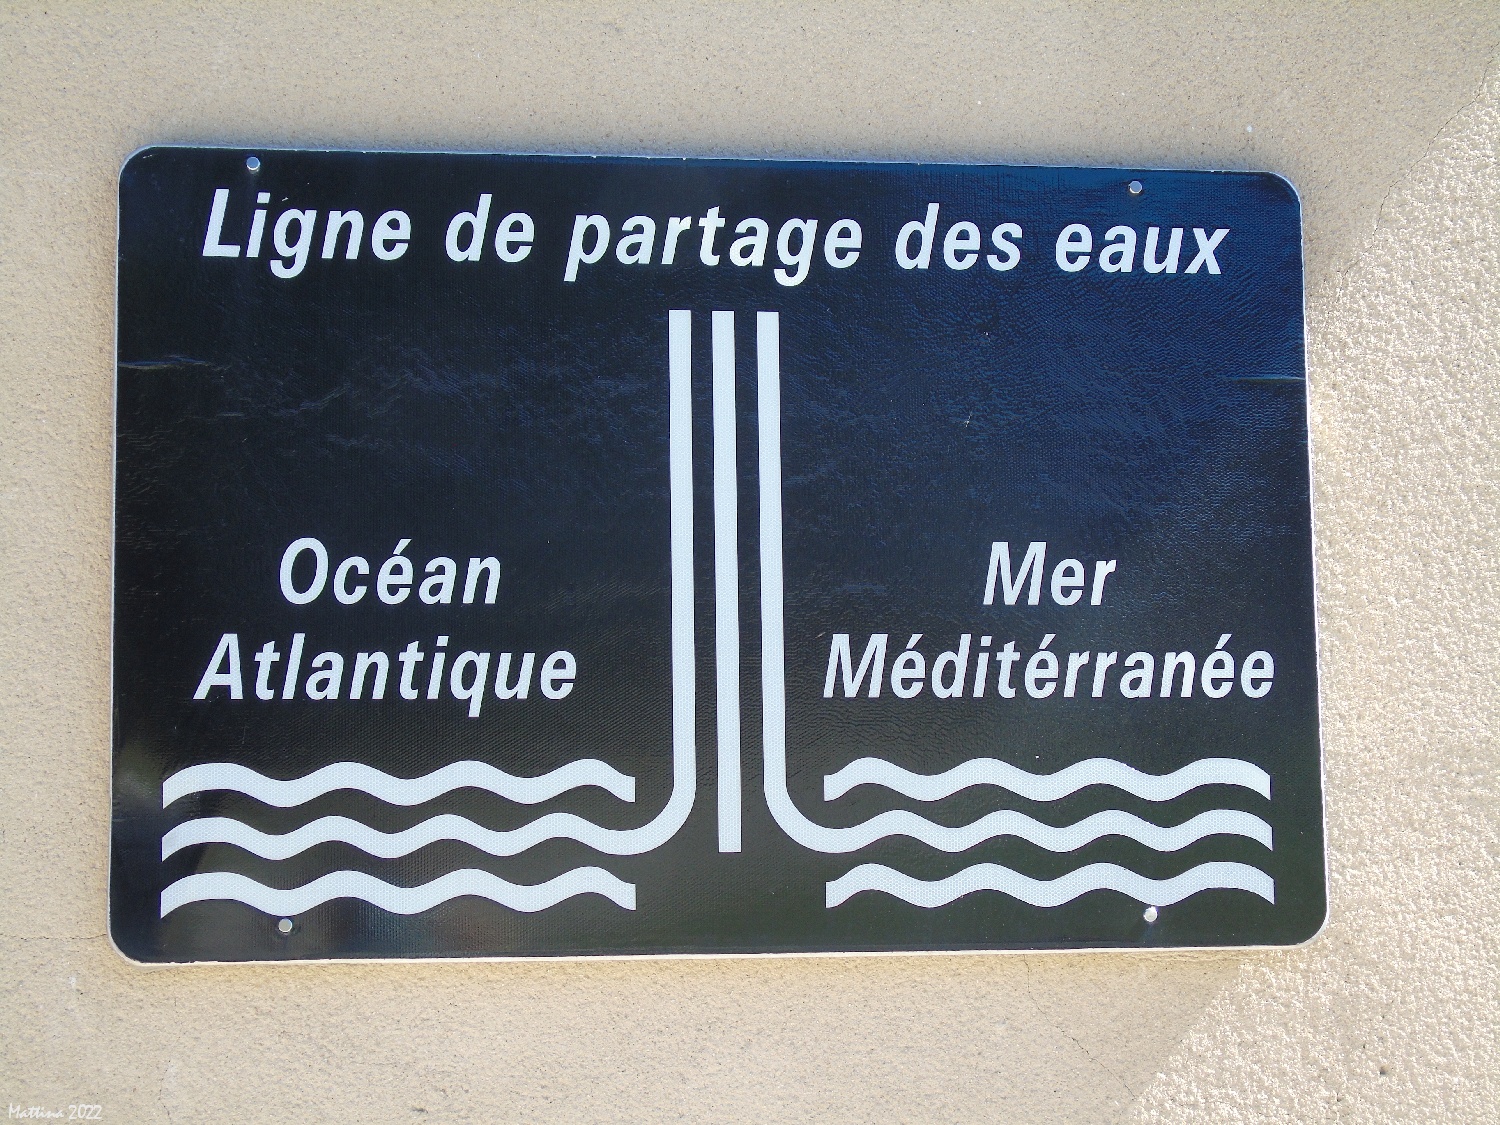 Ligne de partage des eaux
Océan
Atlantique
Mer
Méditérranée
Mattina 2022